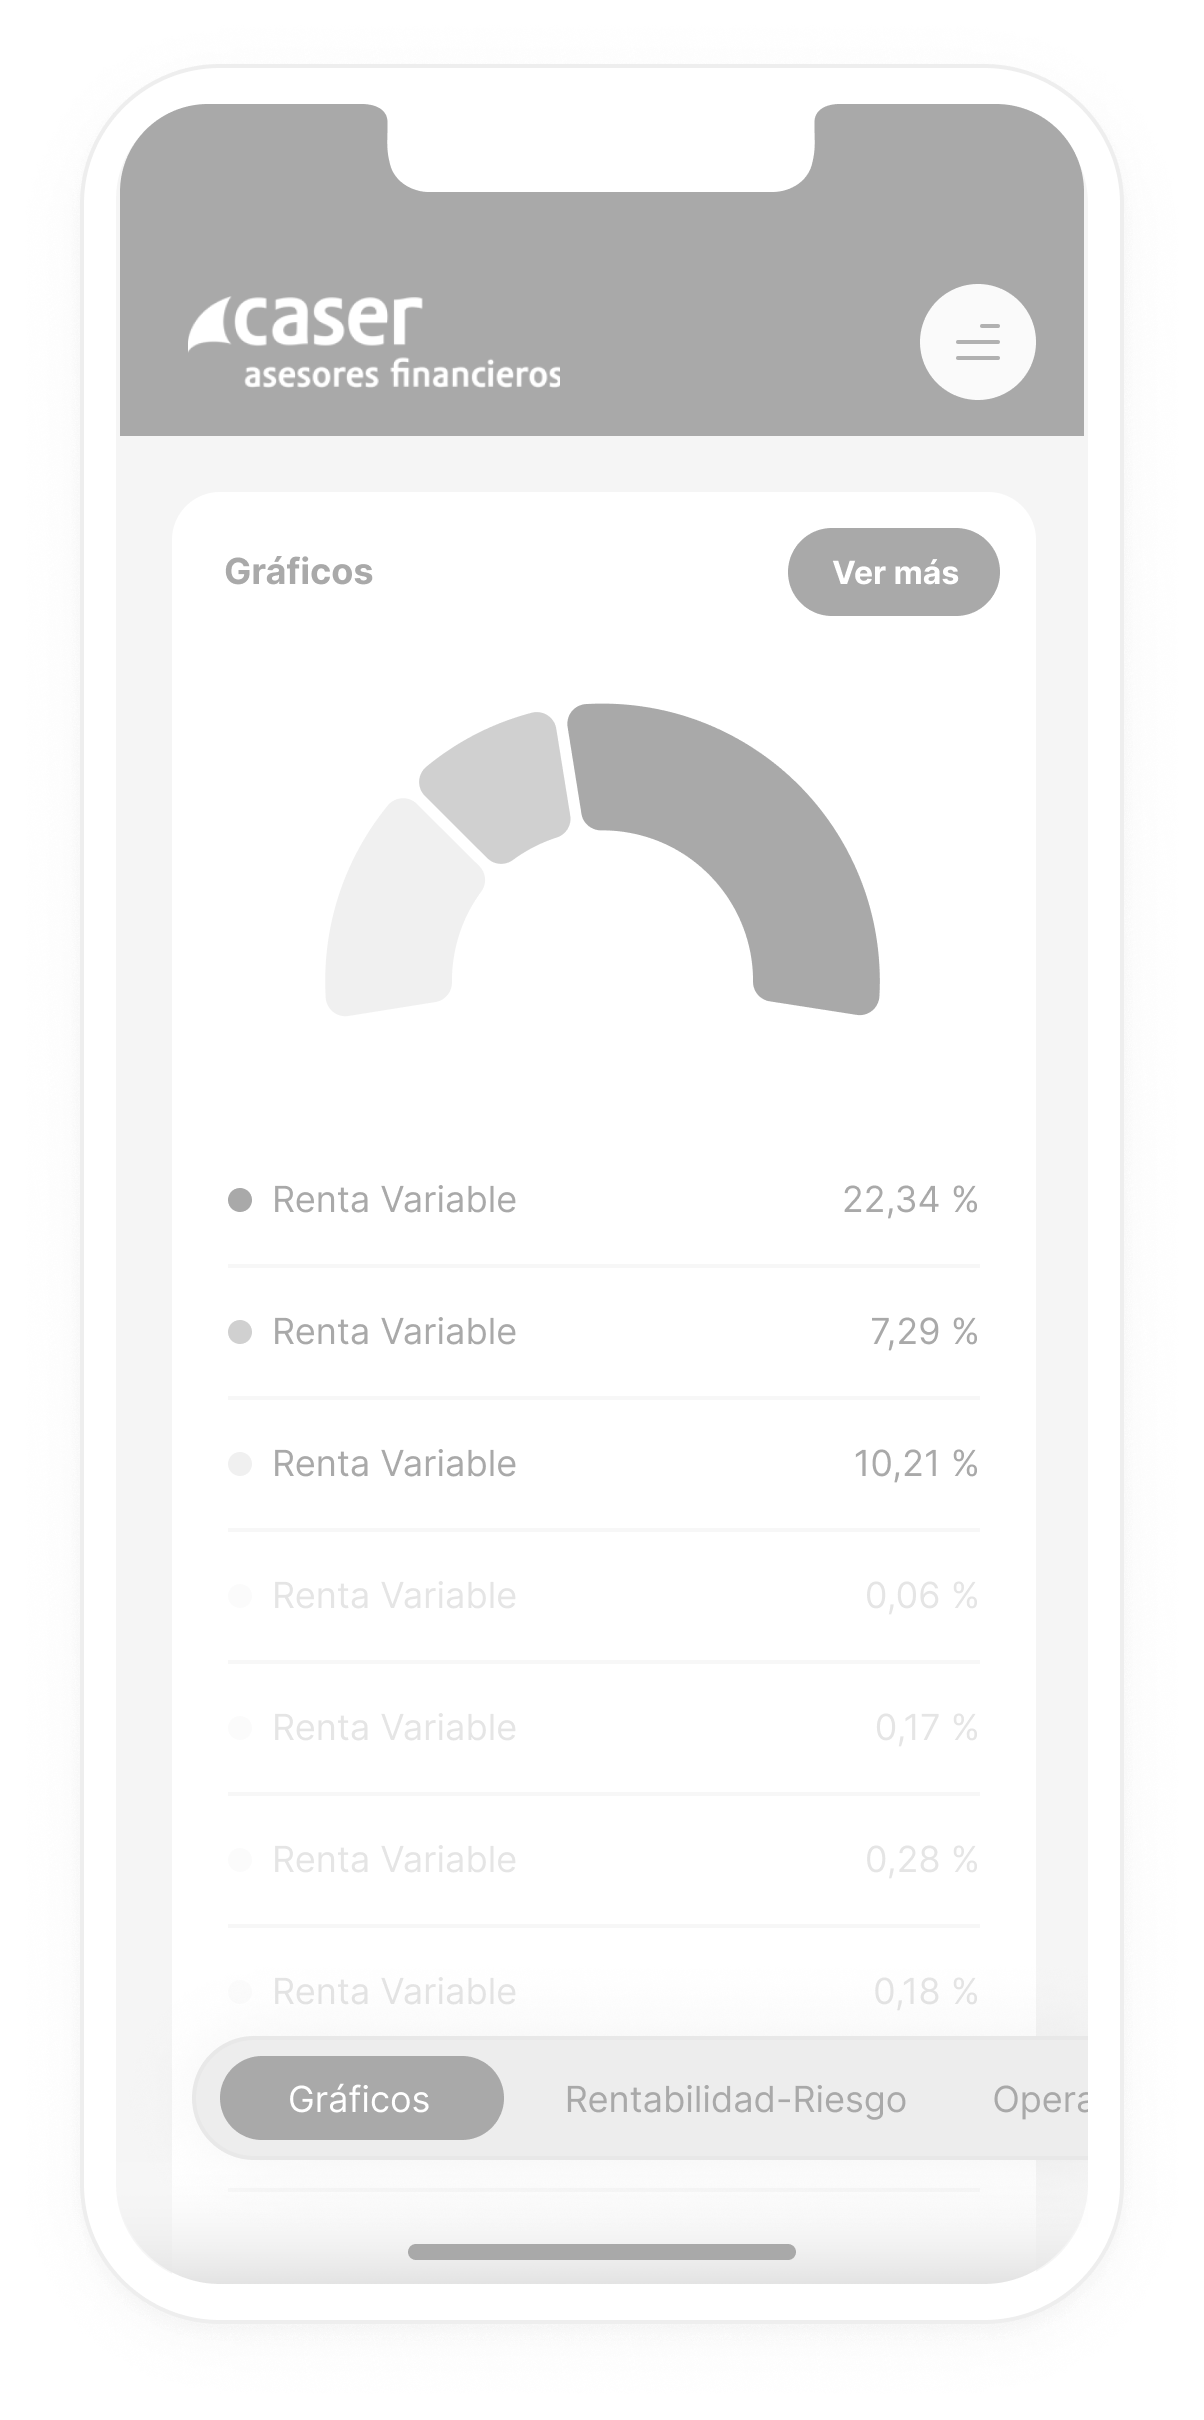 caser
asesores financieros
Gráficos
Ver más
Renta Variable 22,34 %
Renta Variable 7,29 %
Renta Variable 10,21 %
Renta Variable 0,06 %
Renta Variable 0,17 %
Renta Variable 0,28 %
Renta Variable 0,18 %
Gráficos Rentabilidad-Riesgo Opera